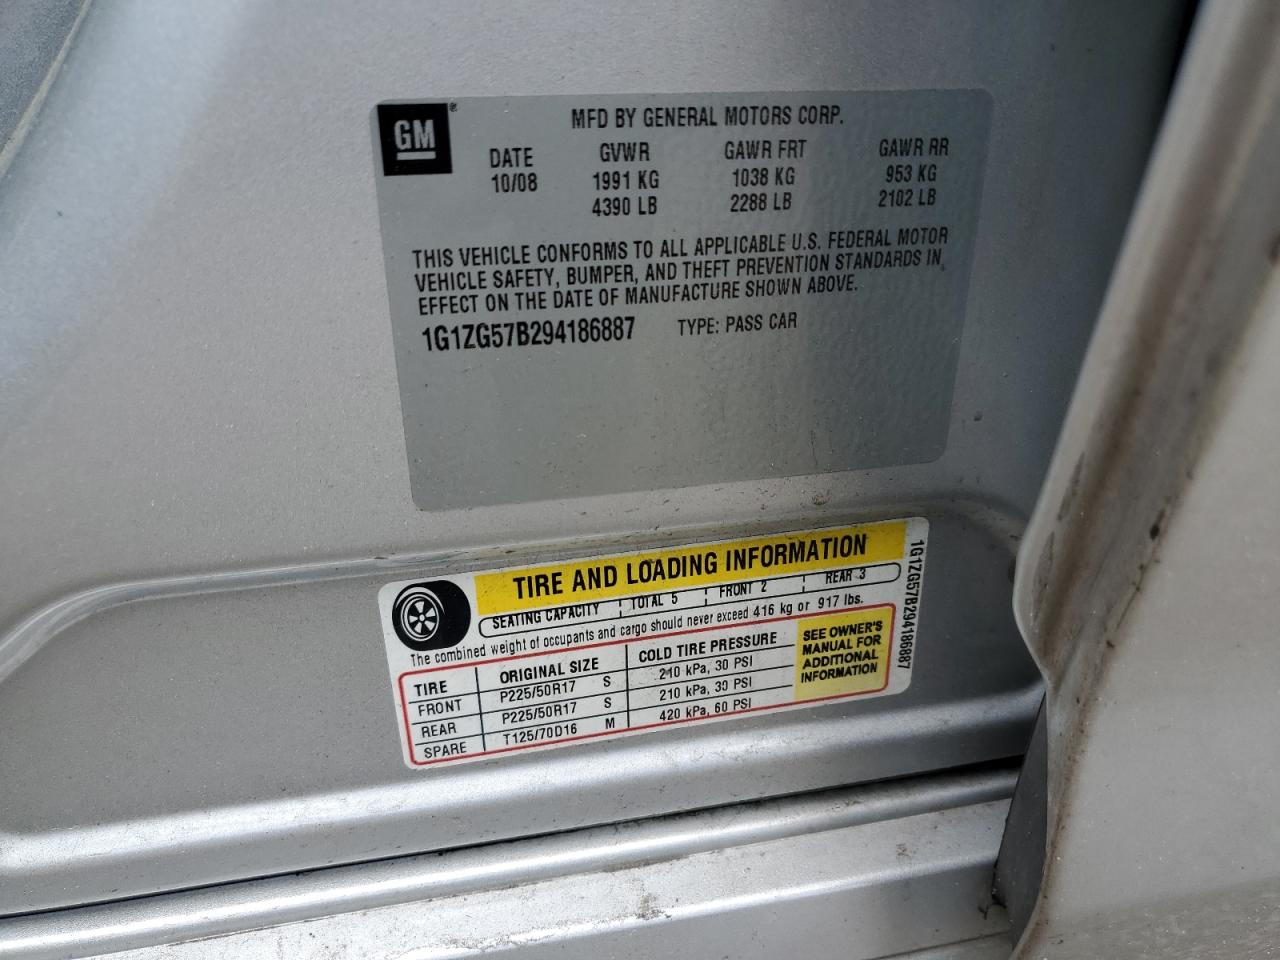 GM ®
MFD BY GENERAL MOTORS CORP.
DATE GVWR GAWR FRT GAWR RR
10/08 1991 KG 1038 KG 953 KG
4390 LB 2288 LB 2102 LB
THIS VEHICLE CONFORMS TO ALL APPLICABLE U.S. FEDERAL MOTOR
VEHICLE SAFETY, BUMPER, AND THEFT PREVENTION STANDARDS IN
EFFECT ON THE DATE OF MANUFACTURE SHOWN ABOVE.
1G1ZG57B294186887 TYPE: PASS CAR
TIRE AND LOADING INFORMATION
SEATING CAPACITY TOTAL 5 FRONT 2 REAR 3
The combined weight of occupants and cargo should never exceed 416 kg or 917 lbs.
TIRE ORIGINAL SIZE COLD TIRE PRESSURE
FRONT P225/50R17 S 210 kPa, 30 PSI
REAR P225/50R17 S 210 kPa, 30 PSI
SPARE T125/70D16 M 420 kPa, 60 PSI
SEE OWNER'S
MANUAL FOR
ADDITIONAL
INFORMATION
1G1ZG57B294186887